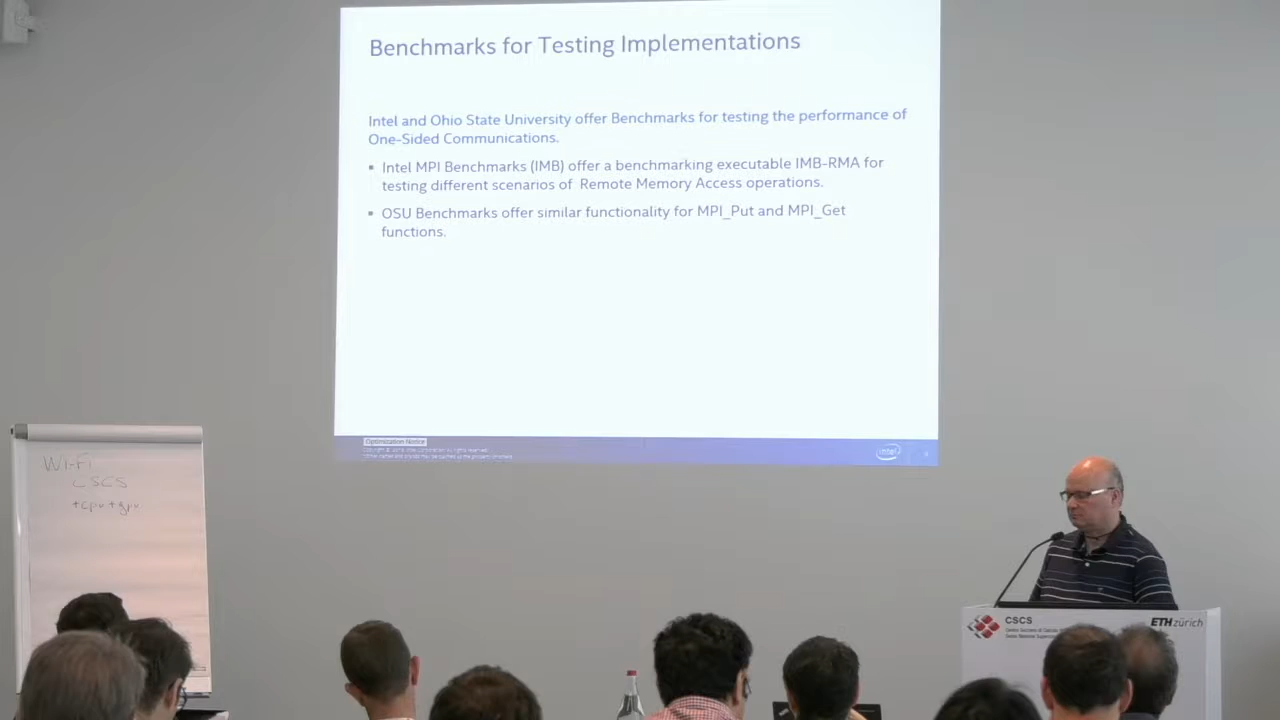 Benchmarks for Testing Implementations
Intel and Ohio State University offer Benchmarks for testing the performance of
One-Sided Communications.
▪ Intel MPI Benchmarks (IMB) offer a benchmarking executable IMB-RMA for
testing different scenarios of Remote Memory Access operations.
▪ OSU Benchmarks offer similar functionality for MPI_Put and MPI_Get
functions.
Optimization Notice
intel
Wi-Fi
CSCS
CSCS
ETH zürich